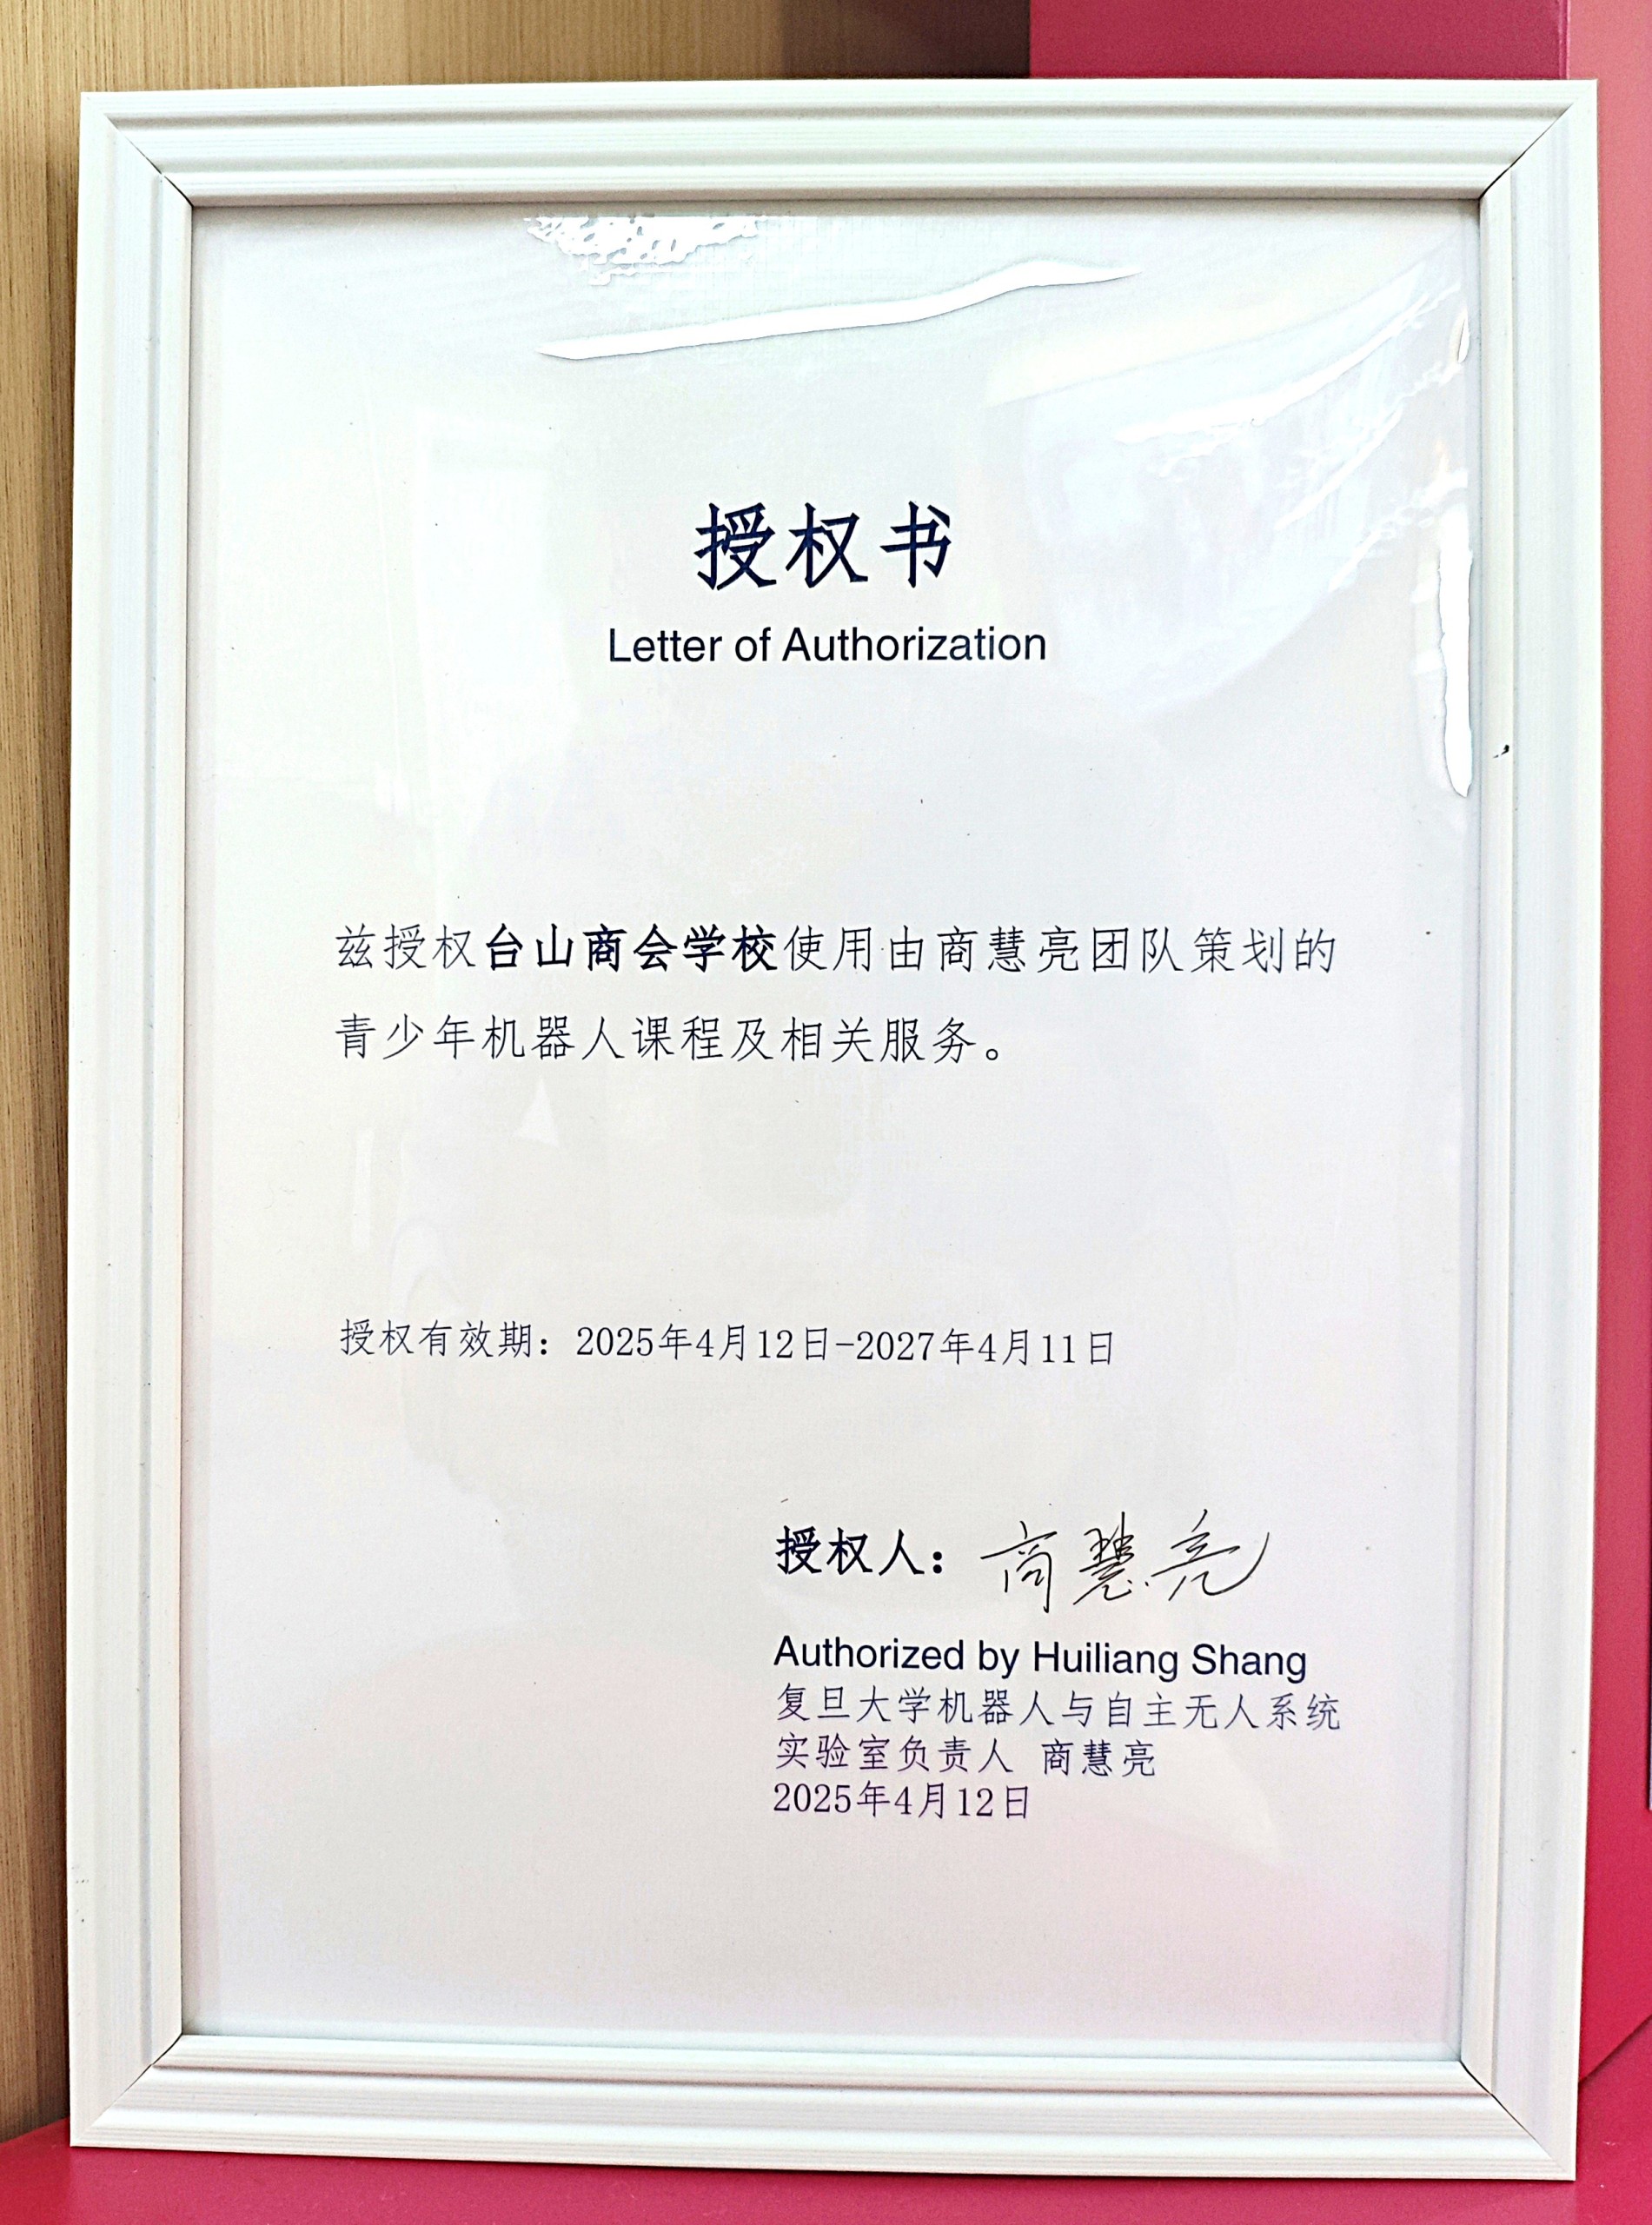 授权书
Letter of Authorization
兹授权台山商会学校使用由商慧亮团队策划的
青少年机器人课程及相关服务。
授权有效期：2025年4月12日-2027年4月11日
授权人：商慧亮
Authorized by Huiliang Shang
复旦大学机器人与自主无人系统
实验室负责人 商慧亮
2025年4月12日